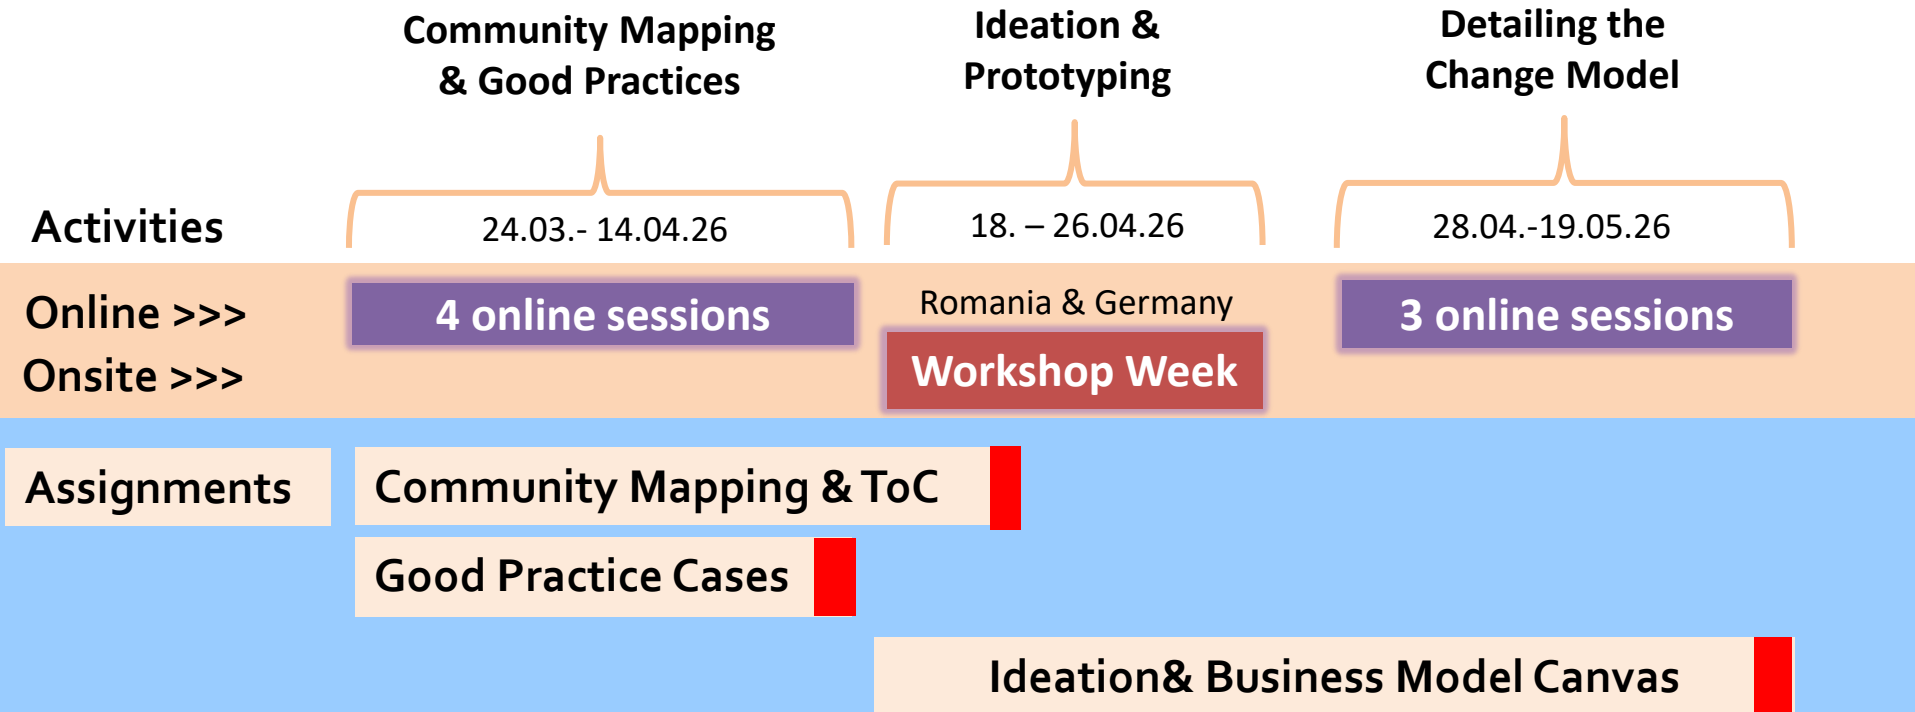 Community Mapping
& Good Practices
Ideation &
Prototyping
Detailing the
Change Model
Activities
24.03.- 14.04.26
18. – 26.04.26
28.04.-19.05.26
Online >>>
4 online sessions
Romania & Germany
3 online sessions
Onsite >>>
Workshop Week
Assignments
Community Mapping & ToC
Good Practice Cases
Ideation& Business Model Canvas